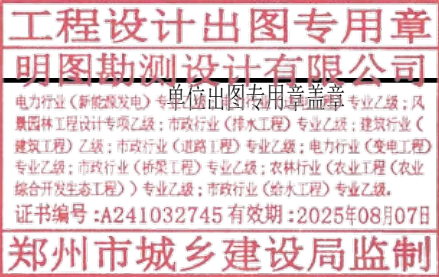 工程设计出图专用章
明图勘测设计有限公司
单位出图专用章盖章
电力行业（新能源发电）专业乙级；专业乙级；风
景园林工程设计专项乙级；市政行业（排水工程）专业乙级；建筑行业（
建筑工程）乙级；市政行业（道路工程）专业乙级；电力行业（变电工程）
专业乙级；市政行业（桥梁工程）专业乙级；农林行业（农业工程（农业
综合开发生态工程））专业乙级；市政行业（给水工程）专业乙级。
证书编号:A241032745 有效期:2025年08月07日
郑州市城乡建设局监制